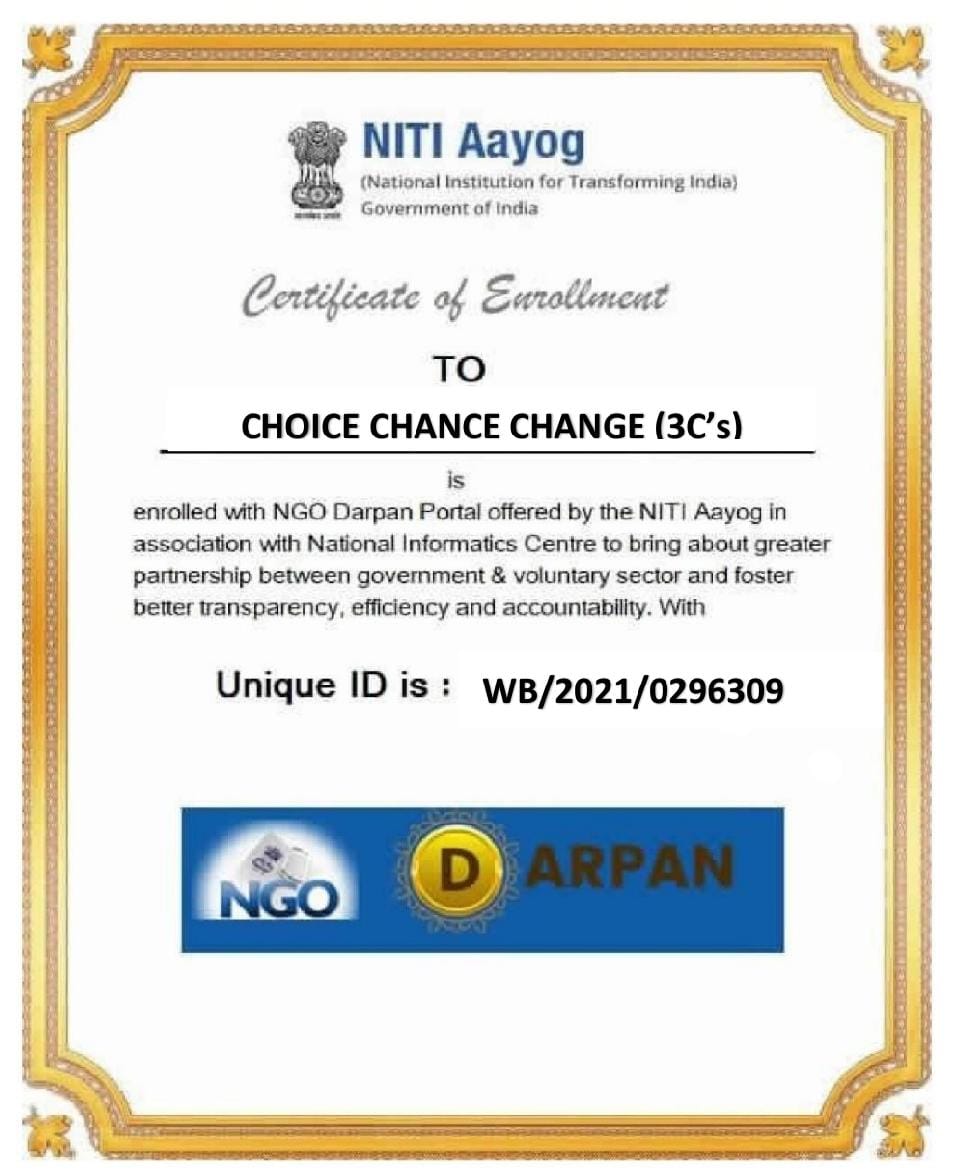 NITI Aayog
(National Institution for Transforming India)
Government of India
Certificate of Enrollment
TO
CHOICE CHANCE CHANGE (3C’s)
is
enrolled with NGO Darpan Portal offered by the NITI Aayog in
association with National Informatics Centre to bring about greater
partnership between government & voluntary sector and foster
better transparency, efficiency and accountability. With
Unique ID is : WB/2021/0296309
NGO DARPAN